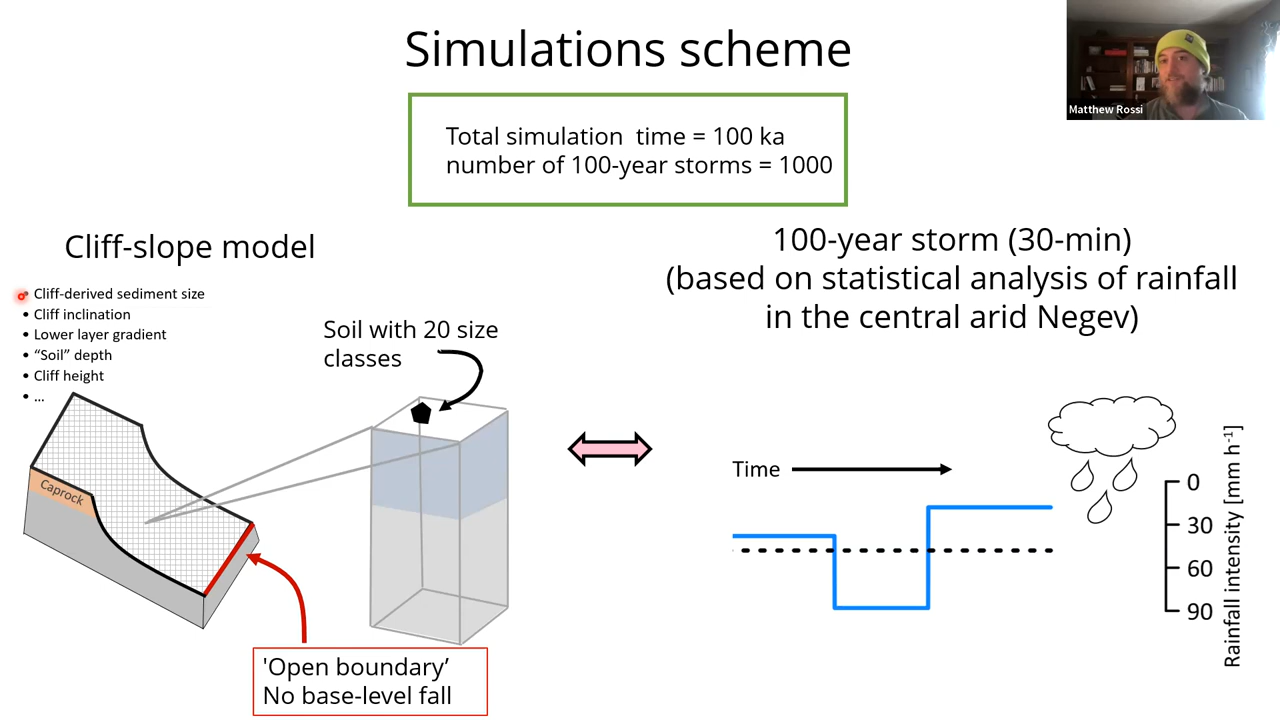 Simulations scheme
Matthew Rossi
Total simulation  time = 100 ka
number of 100-year storms = 1000
Cliff-slope model
• Cliff-derived sediment size
• Cliff inclination
• Lower layer gradient
• “Soil” depth
• Cliff height
• ...
Caprock
Soil with 20 size
classes
'Open boundary’
No base-level fall
100-year storm (30-min)
(based on statistical analysis of rainfall
in the central arid Negev)
Time
0
30
60
90
Rainfall intensity [mm h⁻¹]